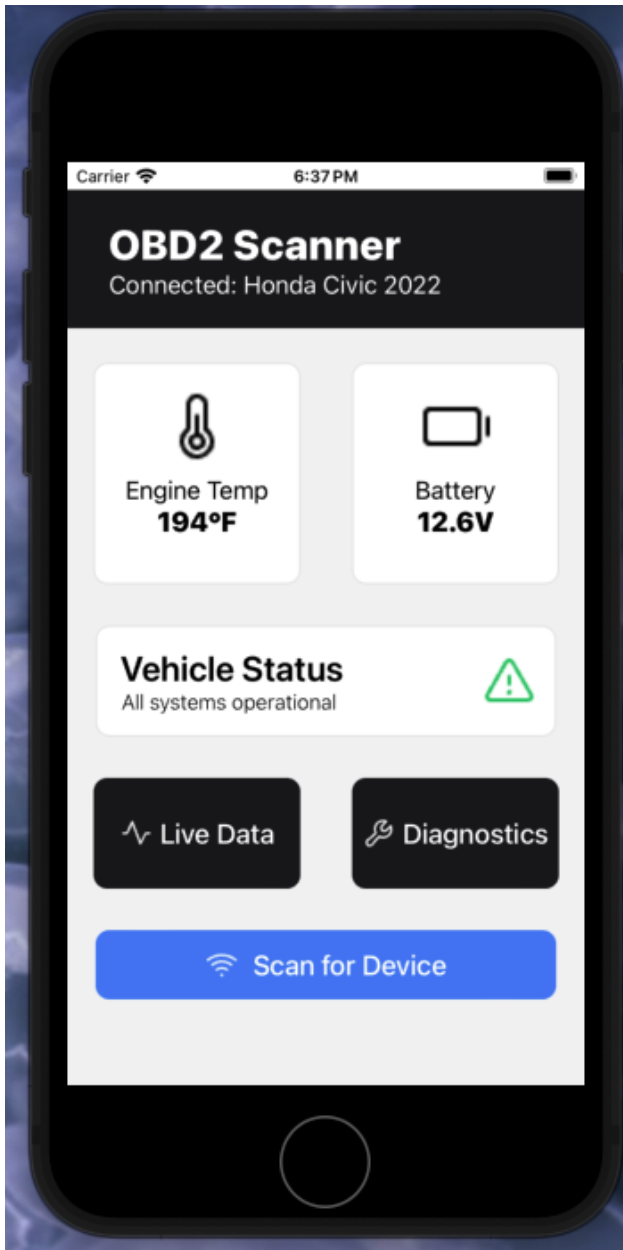 Carrier 6:37 PM
OBD2 Scanner
Connected: Honda Civic 2022
Engine Temp
194°F
Battery
12.6V
Vehicle Status
All systems operational
Live Data
Diagnostics
Scan for Device